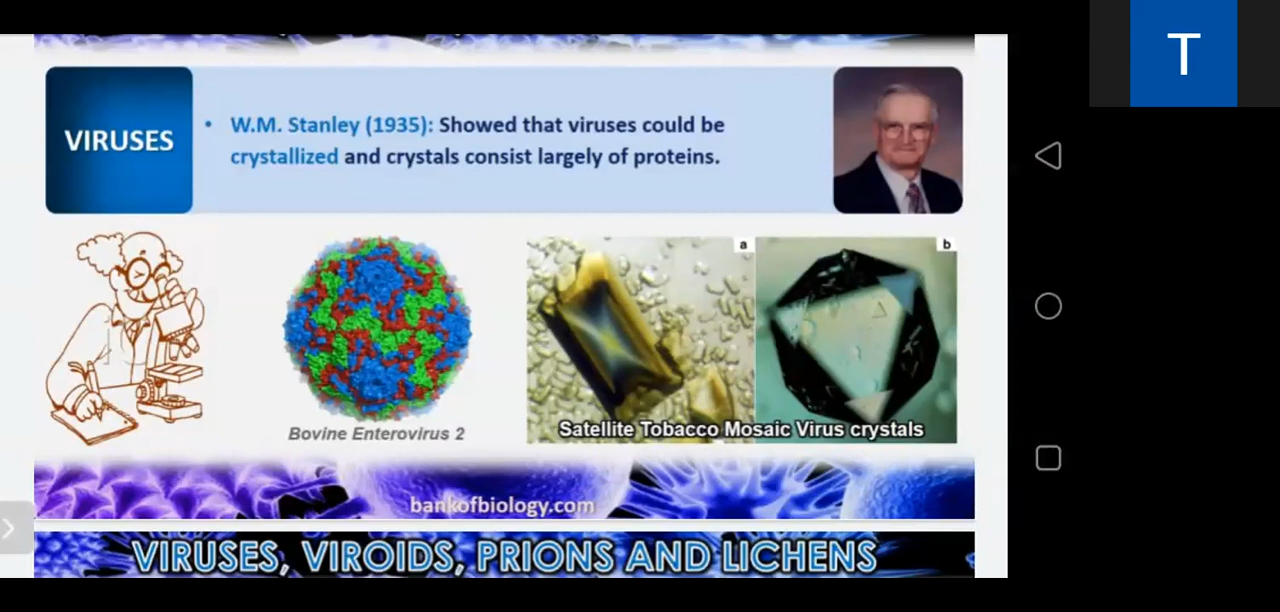 T
VIRUSES
• W.M. Stanley (1935): Showed that viruses could be
crystallized and crystals consist largely of proteins.
a
b
Bovine Enterovirus 2
Satellite Tobacco Mosaic Virus crystals
bankofbiology.com
VIRUSES, VIROIDS, PRIONS AND LICHENS